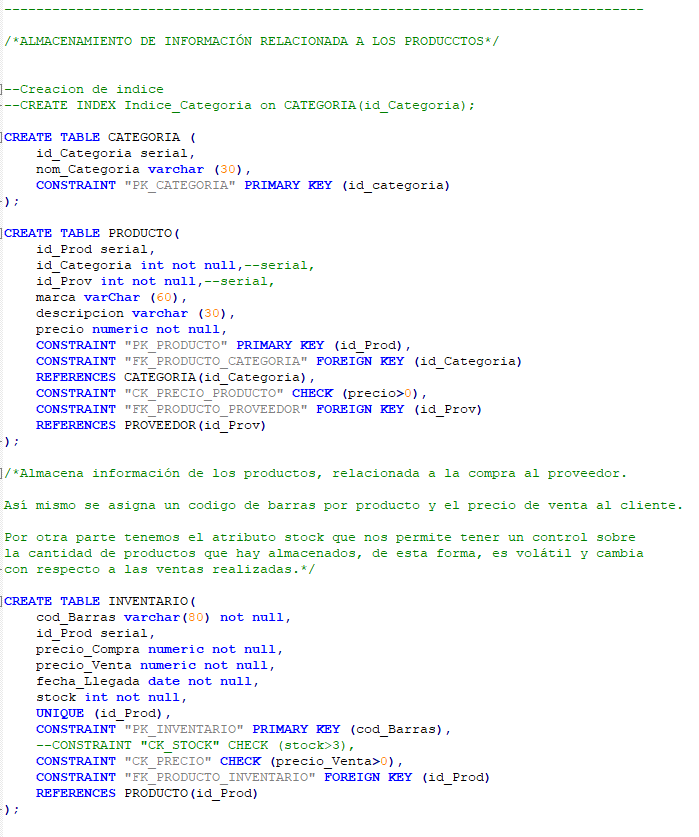 --------------------------------------------------------------------------------
/*ALMACENAMIENTO DE INFORMACIÓN RELACIONADA A LOS PRODUCCTOS*/
--Creacion de indice
--CREATE INDEX Indice_Categoria on CATEGORIA(id_Categoria);
CREATE TABLE CATEGORIA (
    id_Categoria serial,
    nom_Categoria varchar (30),
    CONSTRAINT "PK_CATEGORIA" PRIMARY KEY (id_categoria)
);
CREATE TABLE PRODUCTO(
    id_Prod serial,
    id_Categoria int not null,--serial,
    id_Prov int not null,--serial,
    marca varChar (60),
    descripcion varchar (30),
    precio numeric not null,
    CONSTRAINT "PK_PRODUCTO" PRIMARY KEY (id_Prod),
    CONSTRAINT "FK_PRODUCTO_CATEGORIA" FOREIGN KEY (id_Categoria)
    REFERENCES CATEGORIA(id_Categoria),
    CONSTRAINT "CK_PRECIO_PRODUCTO" CHECK (precio>0),
    CONSTRAINT "FK_PRODUCTO_PROVEEDOR" FOREIGN KEY (id_Prov)
    REFERENCES PROVEEDOR(id_Prov)
);
/*Almacena información de los productos, relacionada a la compra al proveedor.
Así mismo se asigna un codigo de barras por producto y el precio de venta al cliente.
Por otra parte tenemos el atributo stock que nos permite tener un control sobre
la cantidad de productos que hay almacenados, de esta forma, es volátil y cambia
con respecto a las ventas realizadas.*/
CREATE TABLE INVENTARIO(
    cod_Barras varchar(80) not null,
    id_Prod serial,
    precio_Compra numeric not null,
    precio_Venta numeric not null,
    fecha_Llegada date not null,
    stock int not null,
    UNIQUE (id_Prod),
    CONSTRAINT "PK_INVENTARIO" PRIMARY KEY (cod_Barras),
    --CONSTRAINT "CK_STOCK" CHECK (stock>3),
    CONSTRAINT "CK_PRECIO" CHECK (precio_Venta>0),
    CONSTRAINT "FK_PRODUCTO_INVENTARIO" FOREIGN KEY (id_Prod)
    REFERENCES PRODUCTO(id_Prod)
);